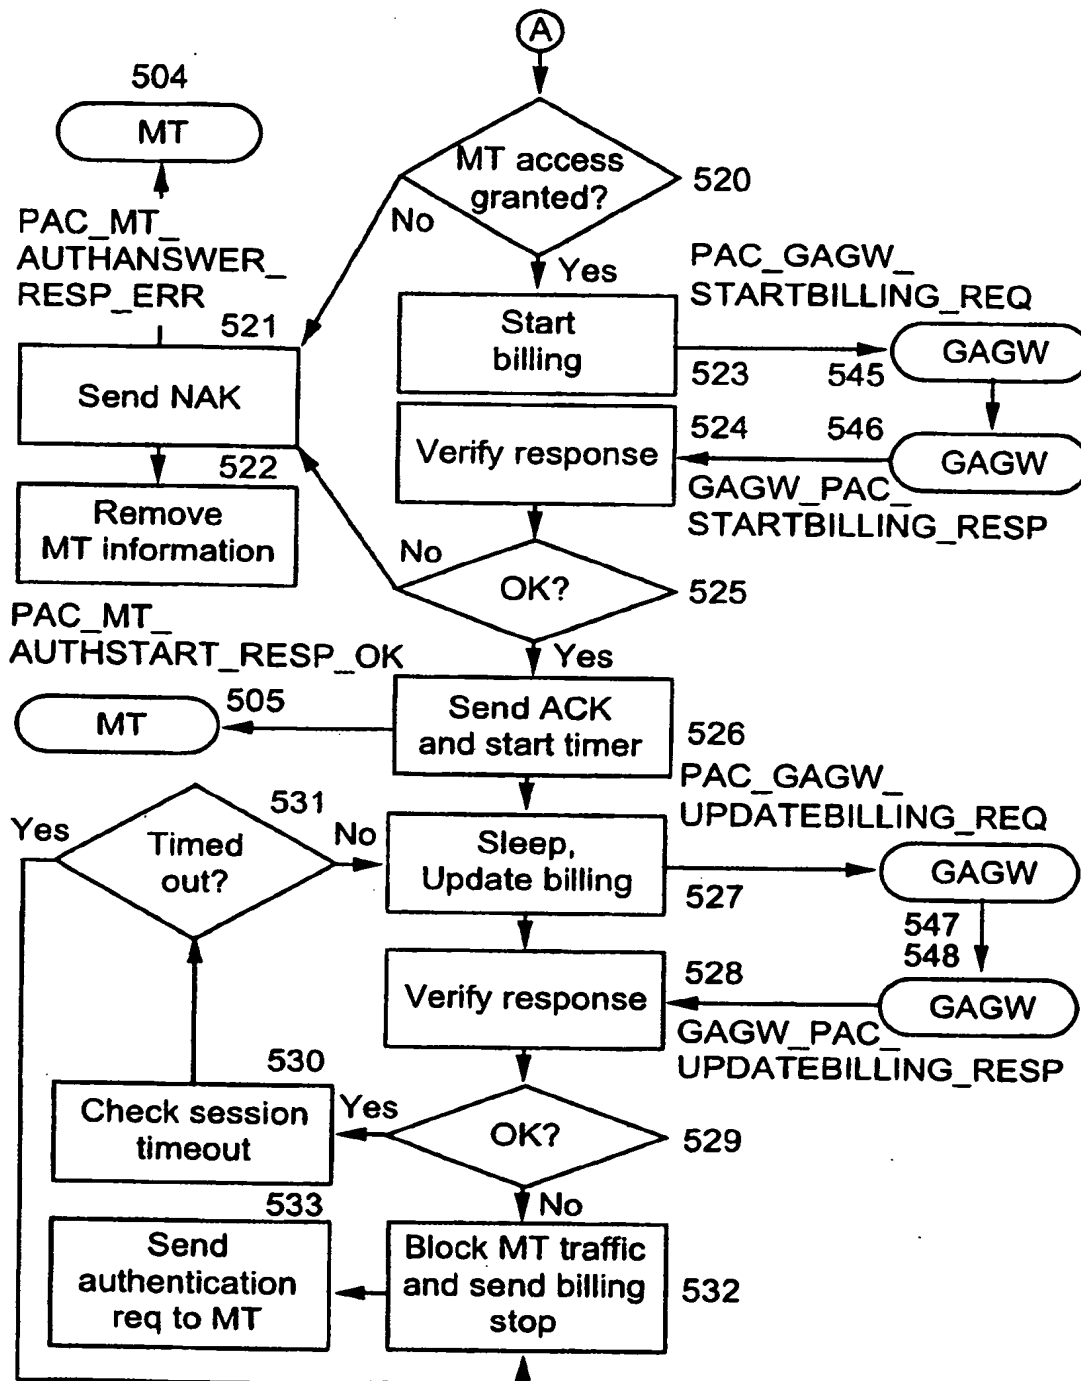 A
504
MT
MT access
granted?
520
No
PAC_MT_
AUTHANSWER_
RESP_ERR
Yes
PAC_GAGW_
STARTBILLING_REQ
521
Start
billing
GAGW
523
545
Send NAK
524
546
Verify response
GAGW
522
GAGW_PAC_
STARTBILLING_RESP
Remove
MT information
No
OK?
525
PAC_MT_
AUTHSTART_RESP_OK
Yes
505
MT
Send ACK
and start timer
526
PAC_GAGW_
UPDATEBILLING_REQ
531
Yes
Timed
out?
No
Sleep,
Update billing
GAGW
527
547
548
528
Verify response
GAGW
GAGW_PAC_
UPDATEBILLING_RESP
530
Check session
timeout
Yes
OK?
529
533
No
Send
authentication
req to MT
Block MT traffic
and send billing
stop
532